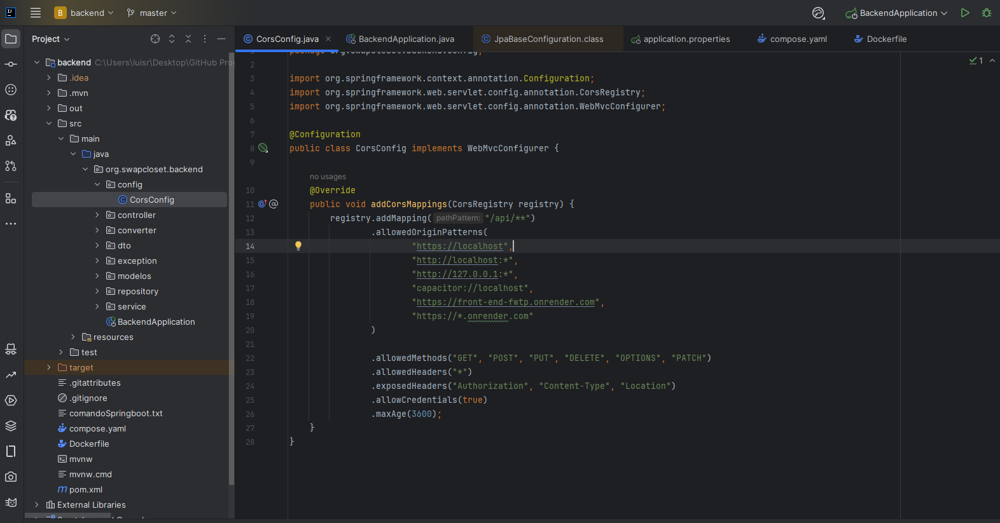 B backend master BackendApplication
Project
CorsConfig.java BackendApplication.java JpaBaseConfiguration.class application.properties compose.yaml Dockerfile
backend C:\Users\luisr\Desktop\GitHub Pro
.idea
.mvn
out
src
main
java
org.swapcloset.backend
config
CorsConfig
controller
converter
dto
exception
modelos
repository
service
BackendApplication
resources
test
target
.gitattributes
.gitignore
comandoSpringboot.txt
compose.yaml
Dockerfile
mvnw
mvnw.cmd
pom.xml
External Libraries
1 package org.swapcloset.backend.config;
1
2
3 import org.springframework.context.annotation.Configuration;
4 import org.springframework.web.servlet.config.annotation.CorsRegistry;
5 import org.springframework.web.servlet.config.annotation.WebMvcConfigurer;
6
7 @Configuration
8 public class CorsConfig implements WebMvcConfigurer {
9
no usages
10 @Override
11 public void addCorsMappings(CorsRegistry registry) {
12 registry.addMapping( pathPattern: "/api/**")
13 .allowedOriginPatterns(
14 "https://localhost",
15 "http://localhost:*",
16 "http://127.0.0.1:*",
17 "capacitor://localhost",
18 "https://front-end-fwtp.onrender.com",
19 "https://*.onrender.com"
20 )
21
22 .allowedMethods("GET", "POST", "PUT", "DELETE", "OPTIONS", "PATCH")
23 .allowedHeaders("*")
24 .exposedHeaders("Authorization", "Content-Type", "Location")
25 .allowCredentials(true)
26 .maxAge(3600);
27 }
28 }